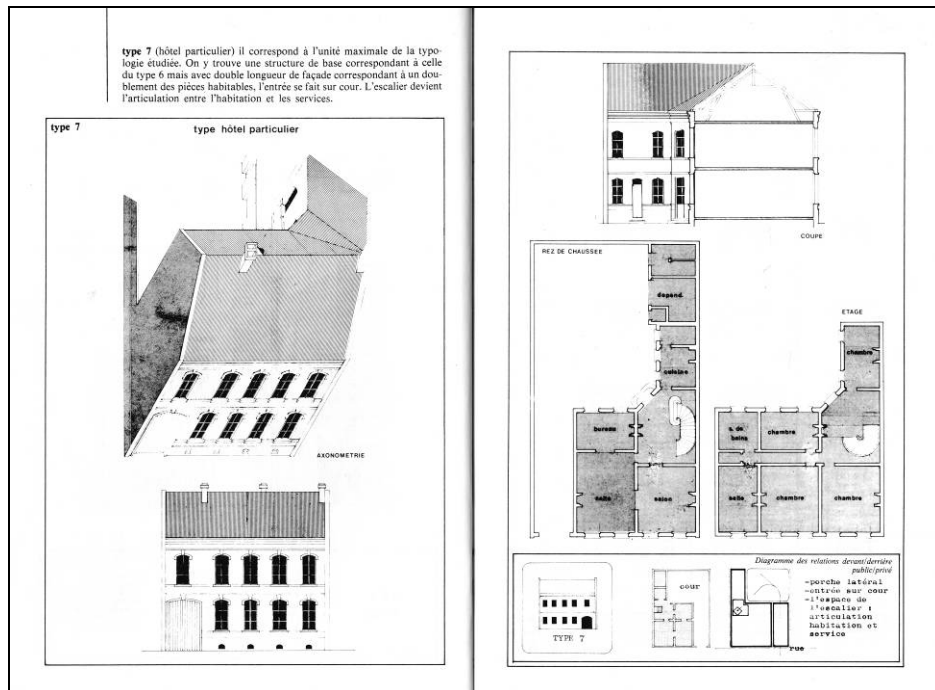 type 7 (hôtel particulier) il correspond à l'unité maximale de la typo-
logie étudiée. On y trouve une structure de base correspondant à celle
du type 6 mais avec double longueur de façade correspondant à un dou-
blement des pièces habitables, l'entrée se fait sur cour. L'escalier devient
l'articulation entre l'habitation et les services.
type 7
type hôtel particulier
AXONOMETRIE
COUPE
REZ DE CHAUSSEE
depend.
cuisine
bureau
salle
salon
ETAGE
chambre
s. de
bains
chambre
salle
chambre
chambre
Diagramme des relations devant/derrière
public/privé
TYPE 7
cour
rue
-porche latéral
-entrée sur cour
-l'espace de
l'escalier :
articulation
habitation et
service